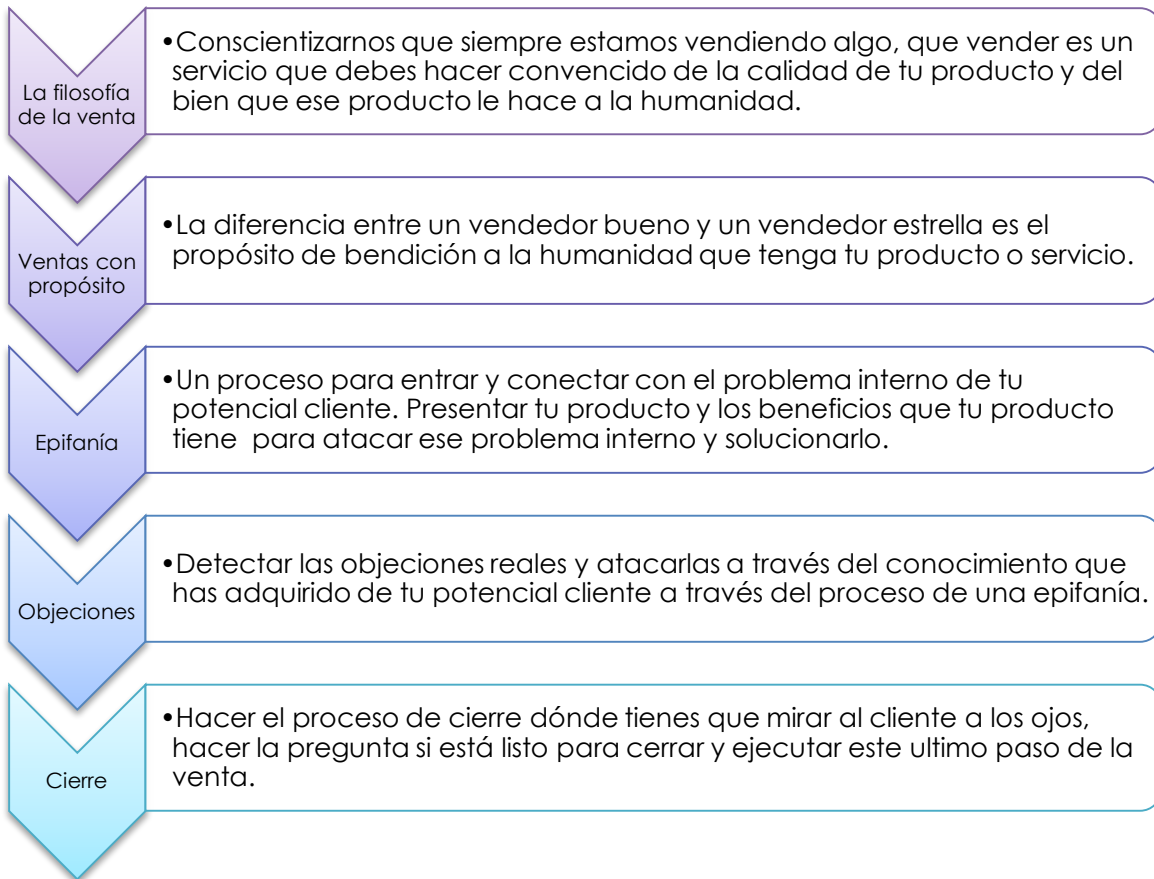 La filosofía
de la venta
•Conscientizarnos que siempre estamos vendiendo algo, que vender es un
servicio que debes hacer convencido de la calidad de tu producto y del
bien que ese producto le hace a la humanidad.
Ventas con
propósito
•La diferencia entre un vendedor bueno y un vendedor estrella es el
propósito de bendición a la humanidad que tenga tu producto o servicio.
Epifanía
•Un proceso para entrar y conectar con el problema interno de tu
potencial cliente. Presentar tu producto y los beneficios que tu producto
tiene para atacar ese problema interno y solucionarlo.
Objeciones
•Detectar las objeciones reales y atacarlas a través del conocimiento que
has adquirido de tu potencial cliente a través del proceso de una epifanía.
Cierre
•Hacer el proceso de cierre dónde tienes que mirar al cliente a los ojos,
hacer la pregunta si está listo para cerrar y ejecutar este ultimo paso de la
venta.